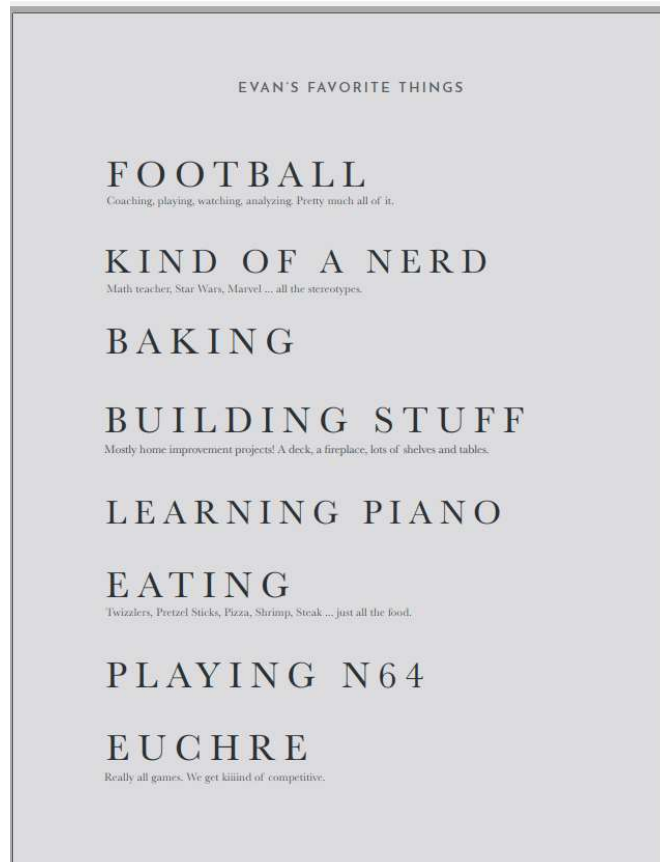 EVAN'S FAVORITE THINGS
FOOTBALL
Coaching, playing, watching, analyzing. Pretty much all of it.
KIND OF A NERD
Math teacher, Star Wars, Marvel ... all the stereotypes.
BAKING
BUILDING STUFF
Mostly home improvement projects! A deck, a fireplace, lots of shelves and tables.
LEARNING PIANO
EATING
Twizzlers, Pretzel Sticks, Pizza, Shrimp, Steak ... just all the food.
PLAYING N64
EUCHRE
Really all games. We get kiiiind of competitive.